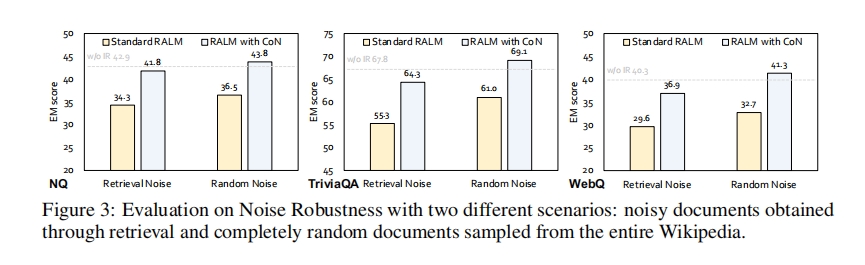 50
45
40
35
30
25
20
EM score
Standard RALM RALM with CoN
w/o IR 42.9
34.3
41.8
36.5
43.8
NQ Retrieval Noise Random Noise
75
70
65
60
55
50
45
EM score
Standard RALM RALM with CoN
w/o IR 67.8
55.3
64.3
61.0
69.1
TriviaQA Retrieval Noise Random Noise
50
45
40
35
30
25
20
EM score
Standard RALM RALM with CoN
w/o IR 40.3
29.6
36.9
32.7
41.3
WebQ Retrieval Noise Random Noise
Figure 3: Evaluation on Noise Robustness with two different scenarios: noisy documents obtained
through retrieval and completely random documents sampled from the entire Wikipedia.